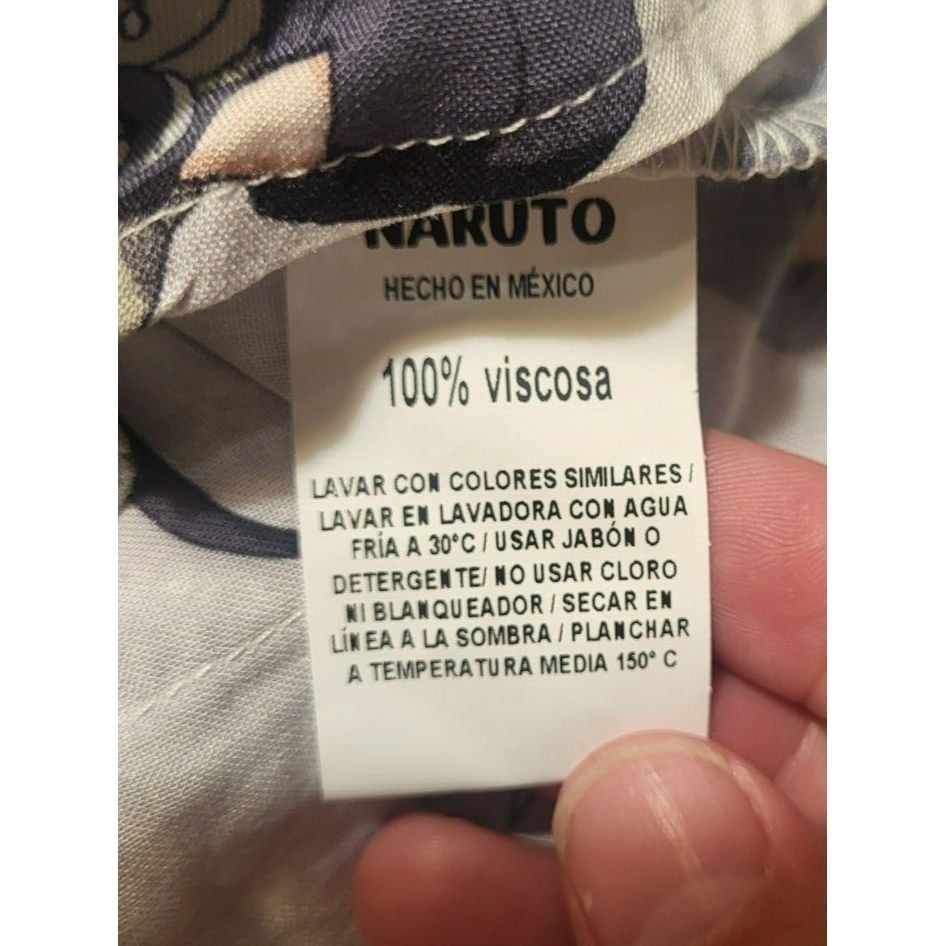 NARUTO
HECHO EN MÉXICO
100% viscosa
LAVAR CON COLORES SIMILARES /
LAVAR EN LAVADORA CON AGUA
FRÍA A 30°C / USAR JABÓN O
DETERGENTE/ NO USAR CLORO
NI BLANQUEADOR / SECAR EN
LÍNEA A LA SOMBRA / PLANCHAR
A TEMPERATURA MEDIA 150° C